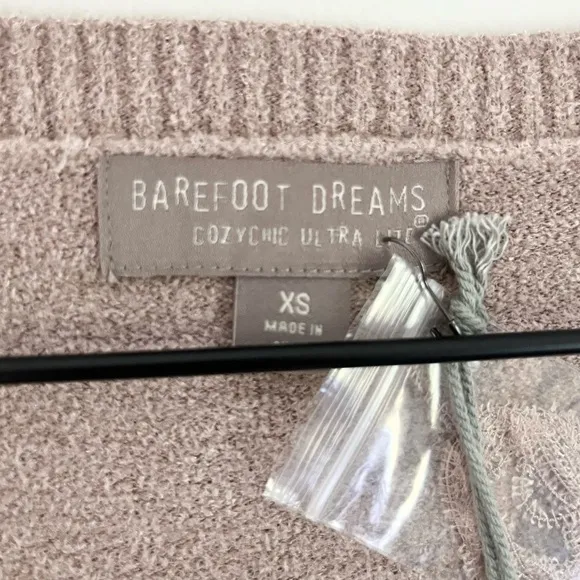 BAREFOOT DREAMS
®
COZYCHIC ULTRA LITE
XS
MADE IN